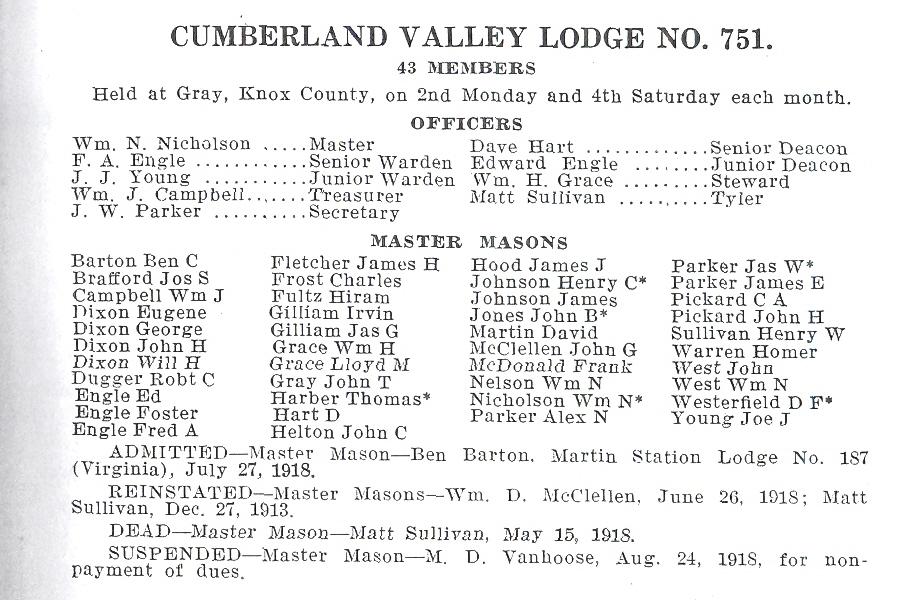 CUMBERLAND VALLEY LODGE NO. 751.
43 MEMBERS
Held at Gray, Knox County, on 2nd Monday and 4th Saturday each month.
OFFICERS
Wm. N. Nicholson .....Master
F. A. Engle ...........Senior Warden
J. J. Young ...........Junior Warden
Wm. J. Campbell.......Treasurer
J. W. Parker ..........Secretary
Dave Hart .............Senior Deacon
Edward Engle ........Junior Deacon
Wm. H. Grace .........Steward
Matt Sullivan ..........Tyler
MASTER MASONS
Barton Ben C
Brafford Jos S
Campbell Wm J
Dixon Eugene
Dixon George
Dixon John H
Dixon Will H
Dugger Robt C
Engle Ed
Engle Foster
Engle Fred A
Fletcher James H
Frost Charles
Fultz Hiram
Gilliam Irvin
Gilliam Jas G
Grace Wm H
Grace Lloyd M
Gray John T
Harber Thomas*
Hart D
Helton John C
Hood James J
Johnson Henry C*
Johnson James
Jones John B*
Martin David
McClellen John G
McDonald Frank
Nelson Wm N
Nicholson Wm N*
Parker Alex N
Parker Jas W*
Parker James E
Pickard C A
Pickard John H
Sullivan Henry W
Warren Homer
West John
West Wm N
Westerfield D F*
Young Joe J
ADMITTED—Master Mason—Ben Barton, Martin Station Lodge No. 187
(Virginia), July 27, 1918.
REINSTATED—Master Masons—Wm. D. McClellen, June 26, 1918; Matt
Sullivan, Dec. 27, 1913.
DEAD—Master Mason—Matt Sullivan, May 15, 1918.
SUSPENDED—Master Mason—M. D. Vanhoose, Aug. 24, 1918, for non-
payment of dues.